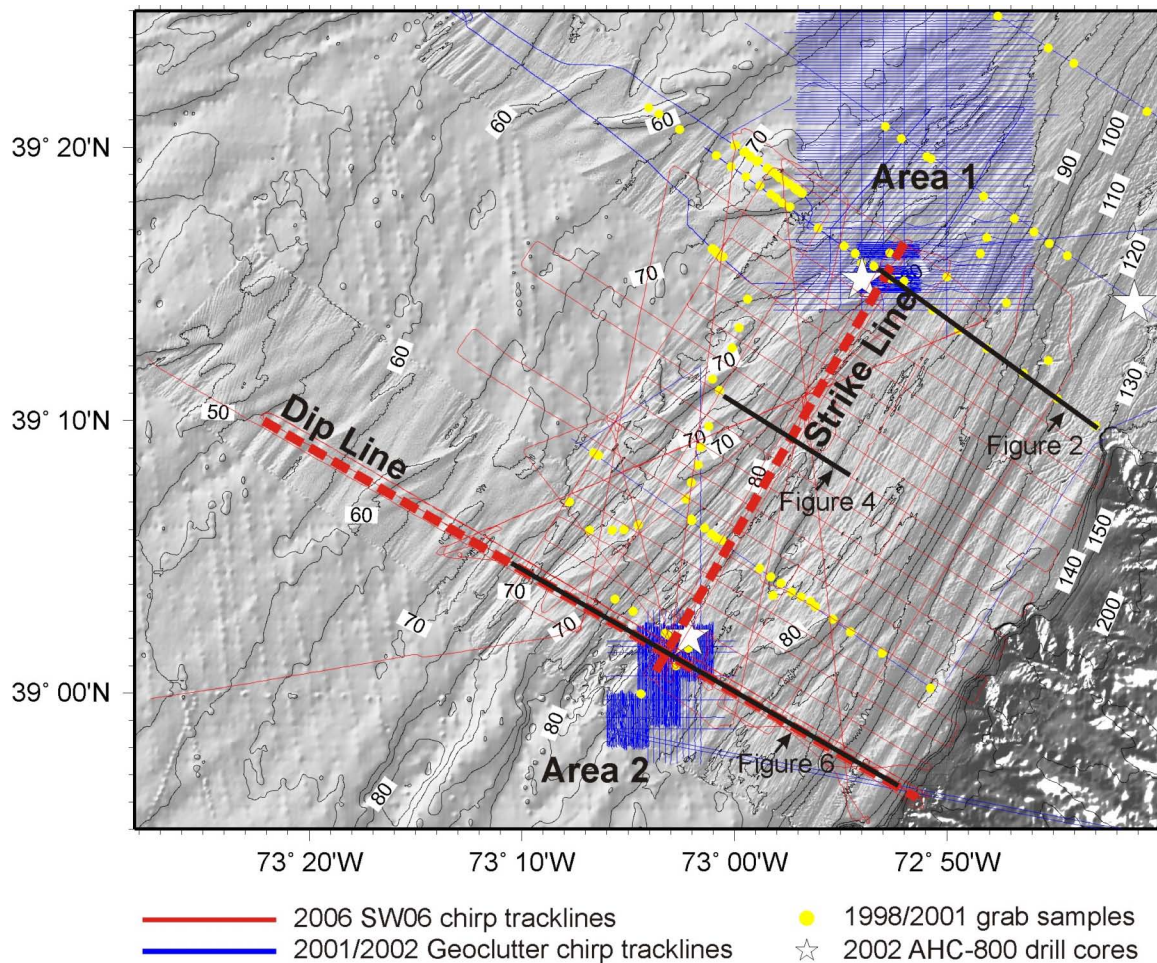 60
60
70
100
39° 20'N
90
Area 1
110
120
70
80
60
Strike Line
130
70
50
39° 10'N
Dip Line
70
70
Figure 2
80
Figure 4
60
150
140
70
70
200
80
39° 00'N
80
Figure 6
Area 2
80
73° 20'W
73° 10'W
73° 00'W
72° 50'W
2006 SW06 chirp tracklines
1998/2001 grab samples
2001/2002 Geoclutter chirp tracklines
2002 AHC-800 drill cores